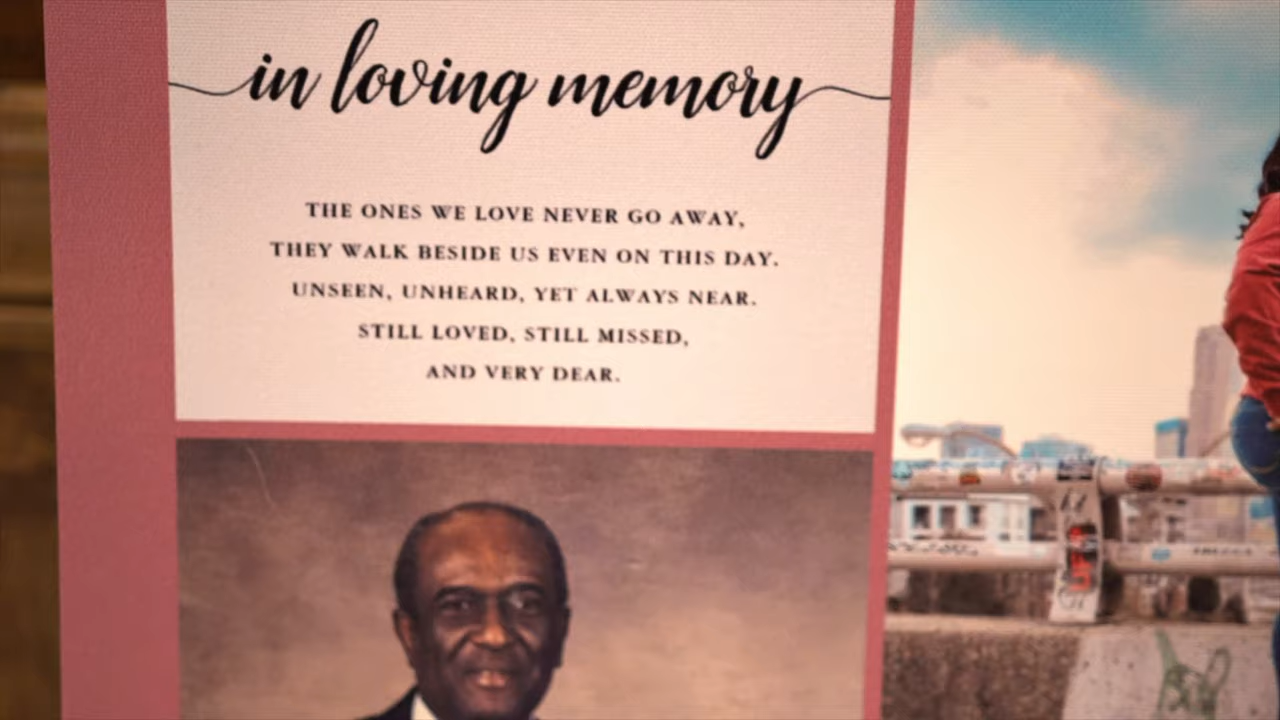 in loving memory
THE ONES WE LOVE NEVER GO AWAY,
THEY WALK BESIDE US EVEN ON THIS DAY.
UNSEEN, UNHEARD, YET ALWAYS NEAR.
STILL LOVED, STILL MISSED,
AND VERY DEAR.